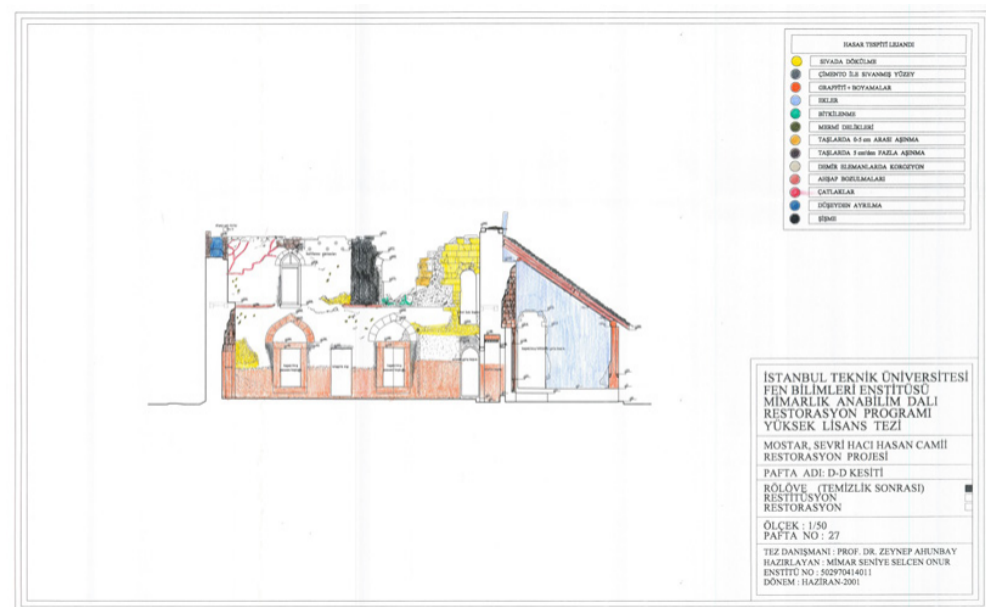 HASAR TESPİTİ LEJANDI
SIVADA DÖKÜLME
ÇİMENTO İLE SIVANMIŞ YÜZEY
GRAFFİTİ + BOYAMALAR
EKLER
BİTKİLENME
MERMİ DELİKLERİ
TAŞLARDA 0-5 cm ARASI AŞINMA
TAŞLARDA 5 cm'den FAZLA AŞINMA
DEMİR ELEMANLARDA KOROZYON
AHŞAP BOZULMALARI
ÇATLAKLAR
DÜŞEYDEN AYRILMA
ŞİŞME
İSTANBUL TEKNİK ÜNİVERSİTESİ
FEN BİLİMLERİ ENSTİTÜSÜ
MİMARLIK ANABİLİM DALI
RESTORASYON PROGRAMI
YÜKSEK LİSANS TEZİ
MOSTAR, SEVRİ HACI HASAN CAMİİ
RESTORASYON PROJESİ
PAFTA ADI: D-D KESİTİ
RÖLÖVE (TEMİZLİK SONRASI)
RESTİTÜSYON
RESTORASYON
ÖLÇEK : 1/50
PAFTA NO : 27
TEZ DANIŞMANI : PROF. DR. ZEYNEP AHUNBAY
HAZIRLAYAN : MİMAR SENİYE SELCEN ONUR
ENSTİTÜ NO : 502970414011
DÖNEM : HAZİRAN-2001